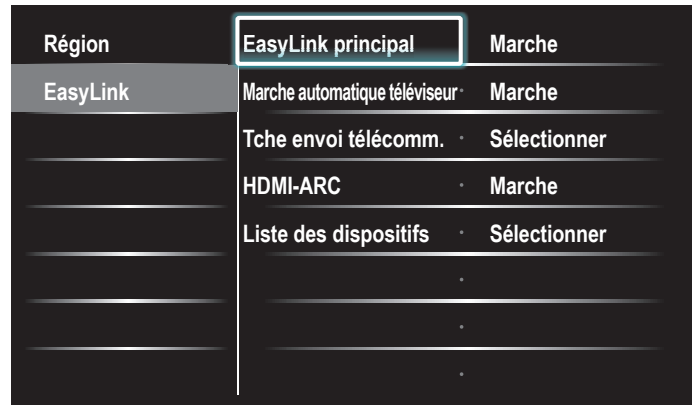 Région EasyLink principal Marche
EasyLink Marche automatique téléviseur Marche
Tche envoi télécomm. Sélectionner
HDMI-ARC Marche
Liste des dispositifs Sélectionner